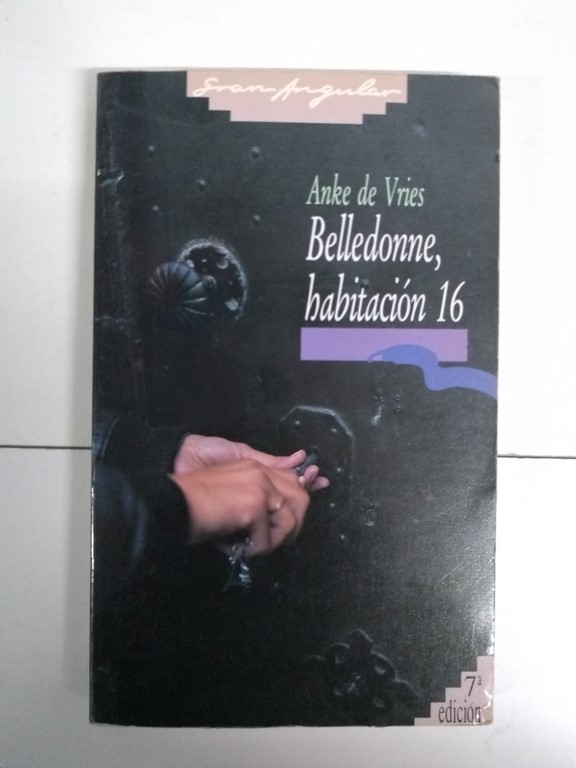 Gran Angular
Anke de Vries
Belledonne,
habitación 16
7ª
edición